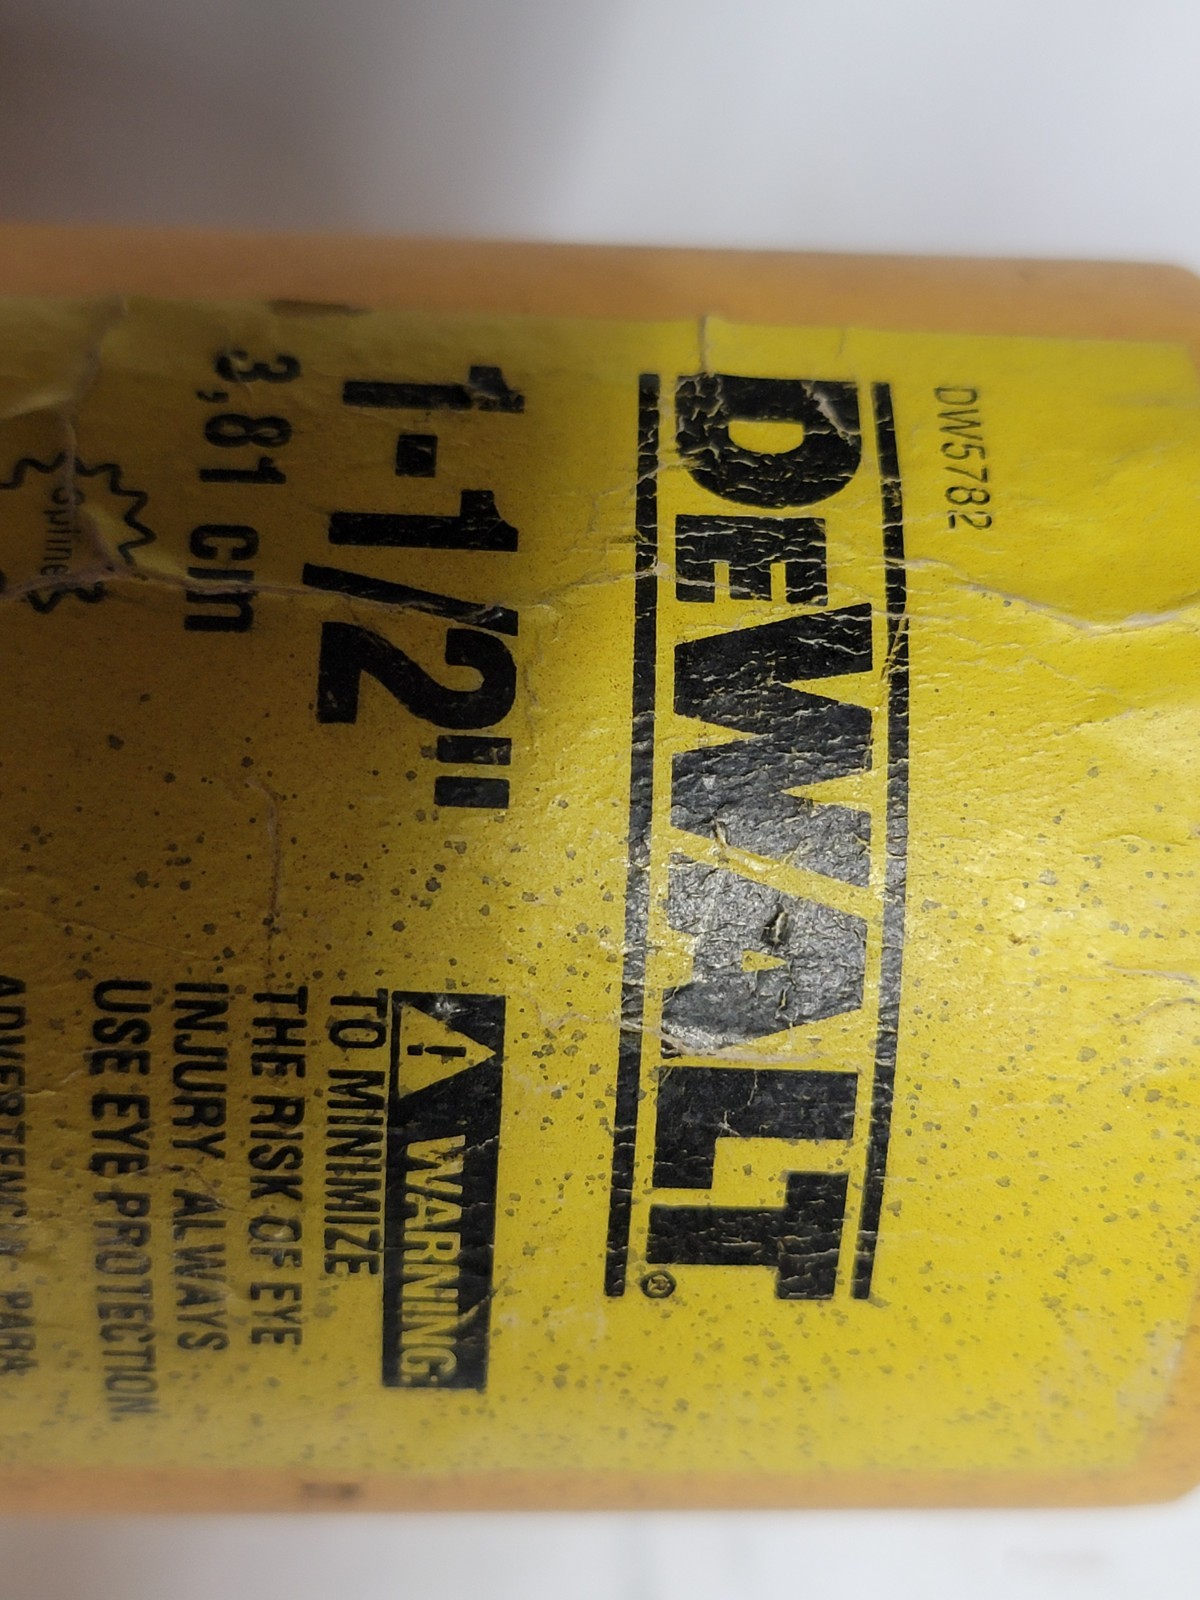 DW5782
DEWALT®
1-1/2"
3,81 cm
Spline
WARNING:
TO MINIMIZE
THE RISK OF EYE
INJURY, ALWAYS
USE EYE PROTECTION.
PARA